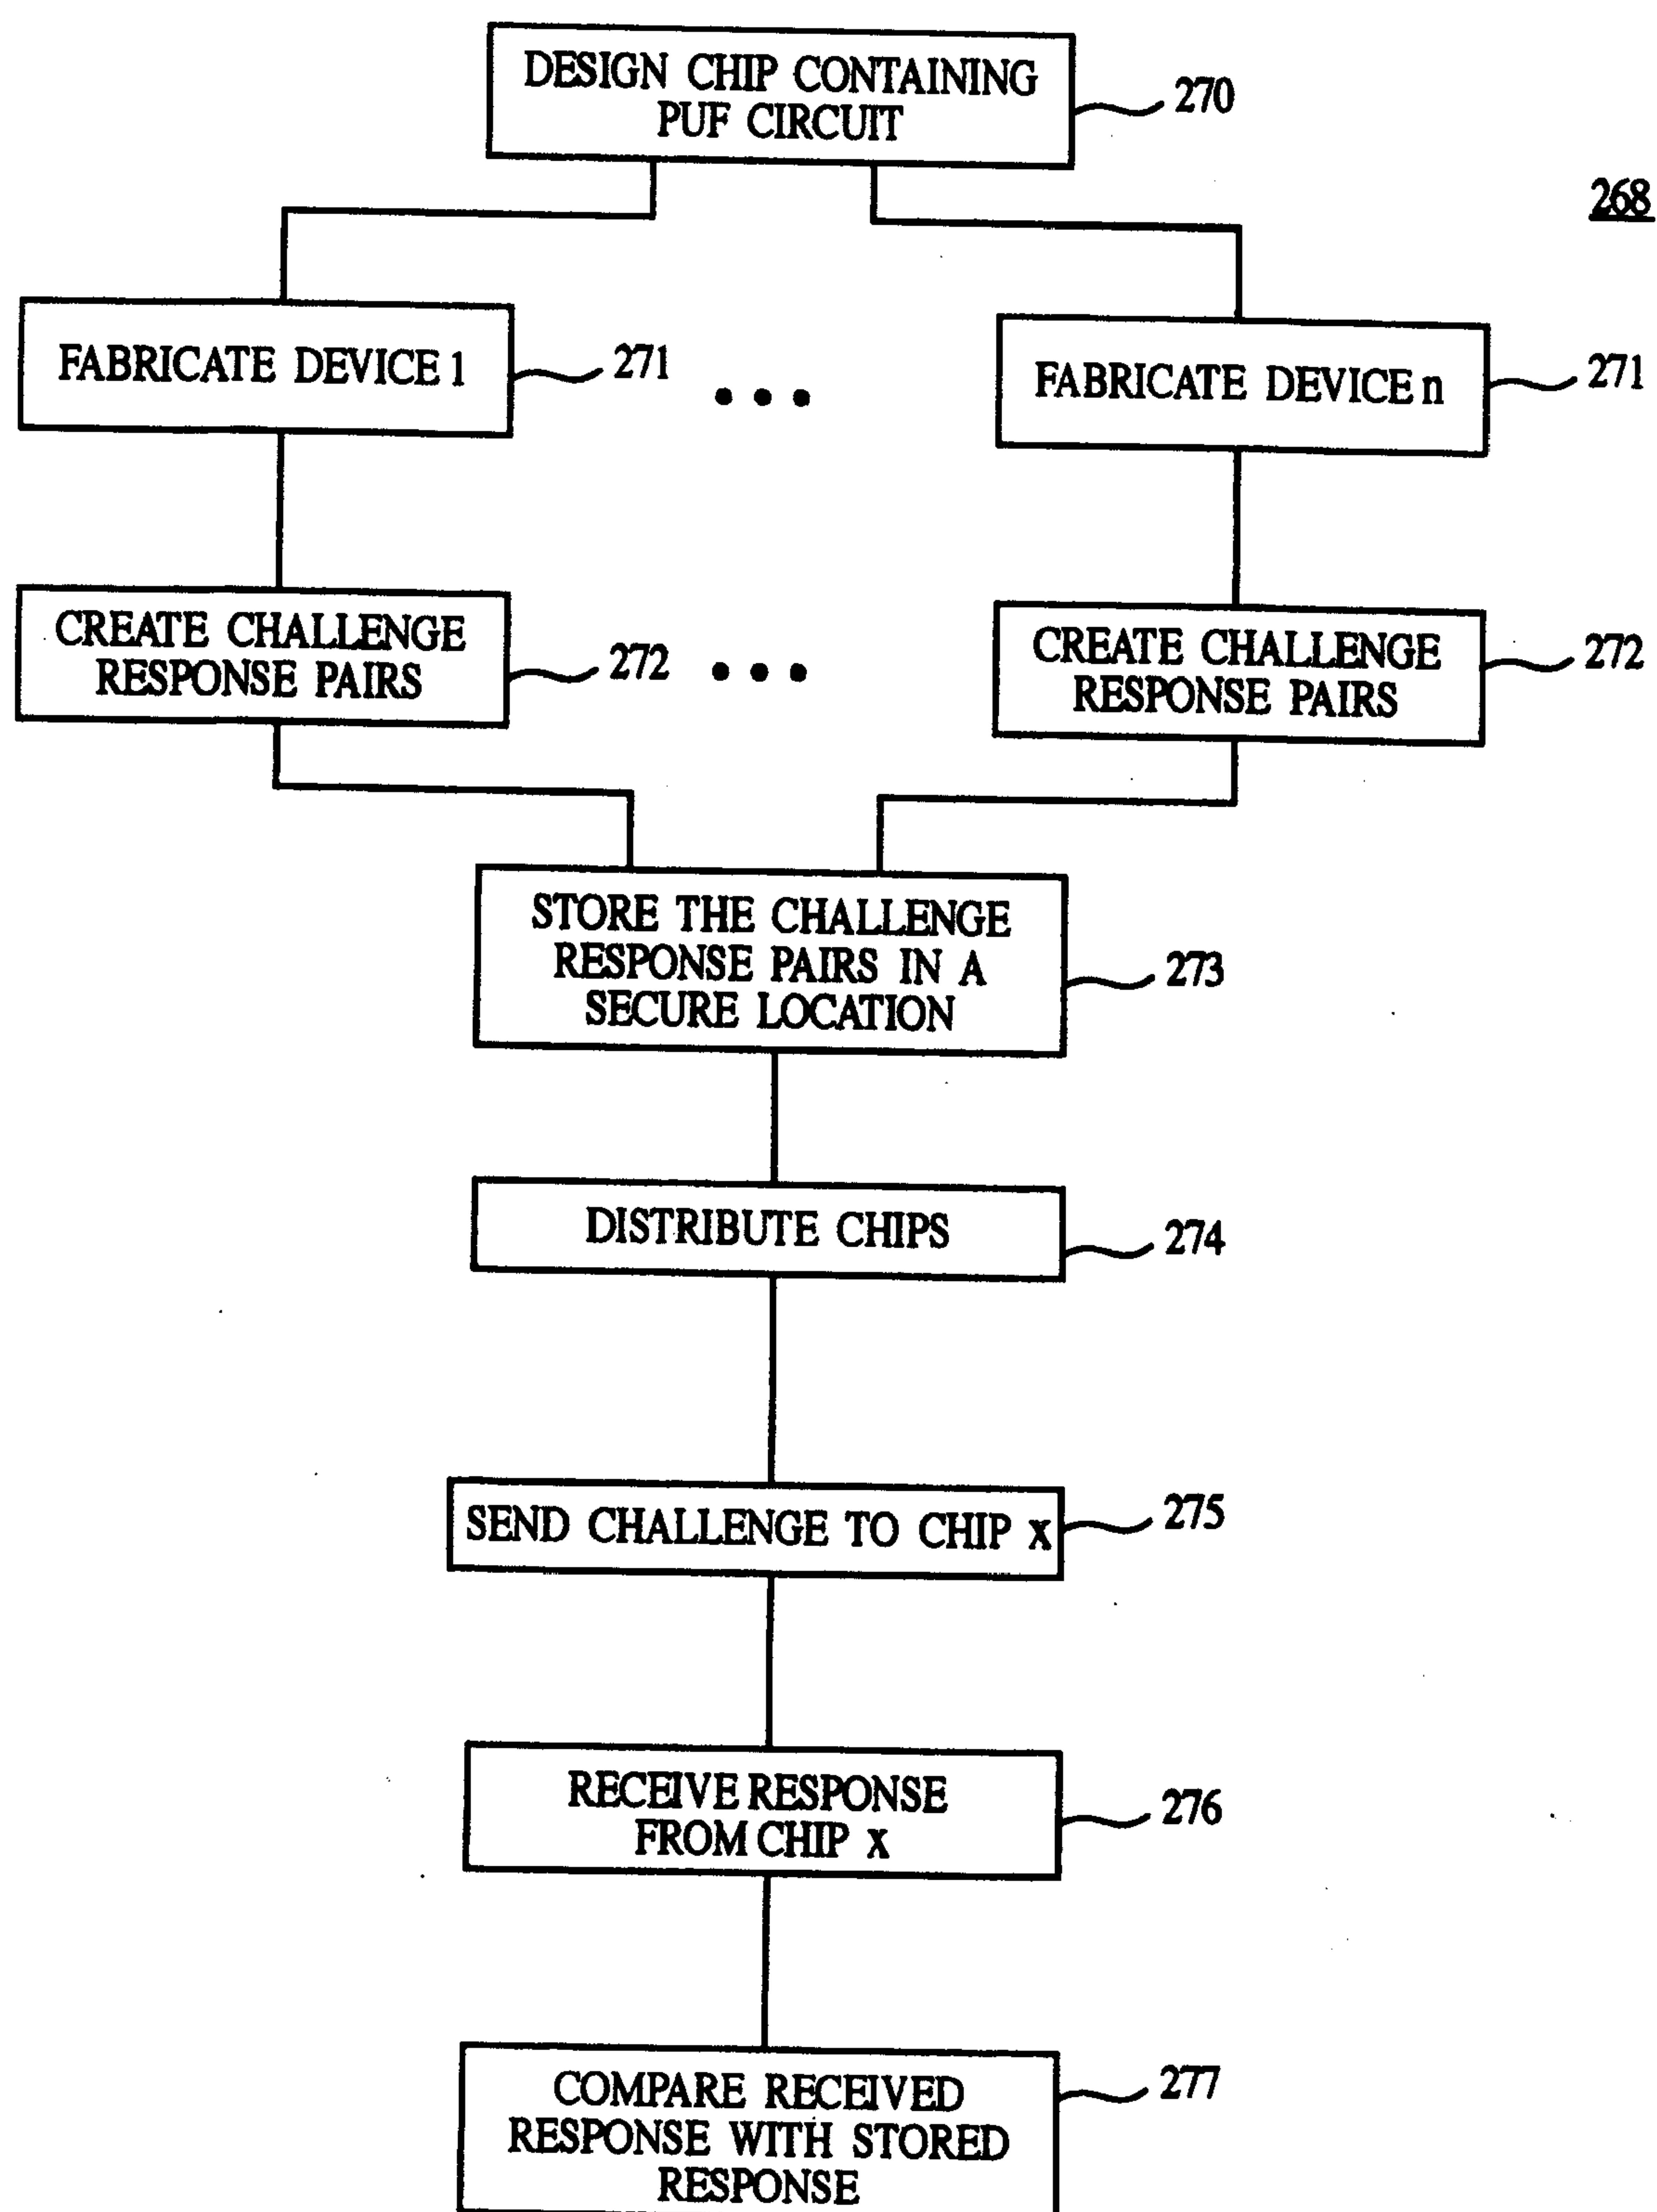 DESIGN CHIP CONTAINING
PUF CIRCUIT
270
268
FABRICATE DEVICE 1
271
FABRICATE DEVICE n
271
CREATE CHALLENGE
RESPONSE PAIRS
272
CREATE CHALLENGE
RESPONSE PAIRS
272
STORE THE CHALLENGE
RESPONSE PAIRS IN A
SECURE LOCATION
273
DISTRIBUTE CHIPS
274
SEND CHALLENGE TO CHIP x
275
RECEIVE RESPONSE
FROM CHIP x
276
COMPARE RECEIVED
RESPONSE WITH STORED
RESPONSE
277